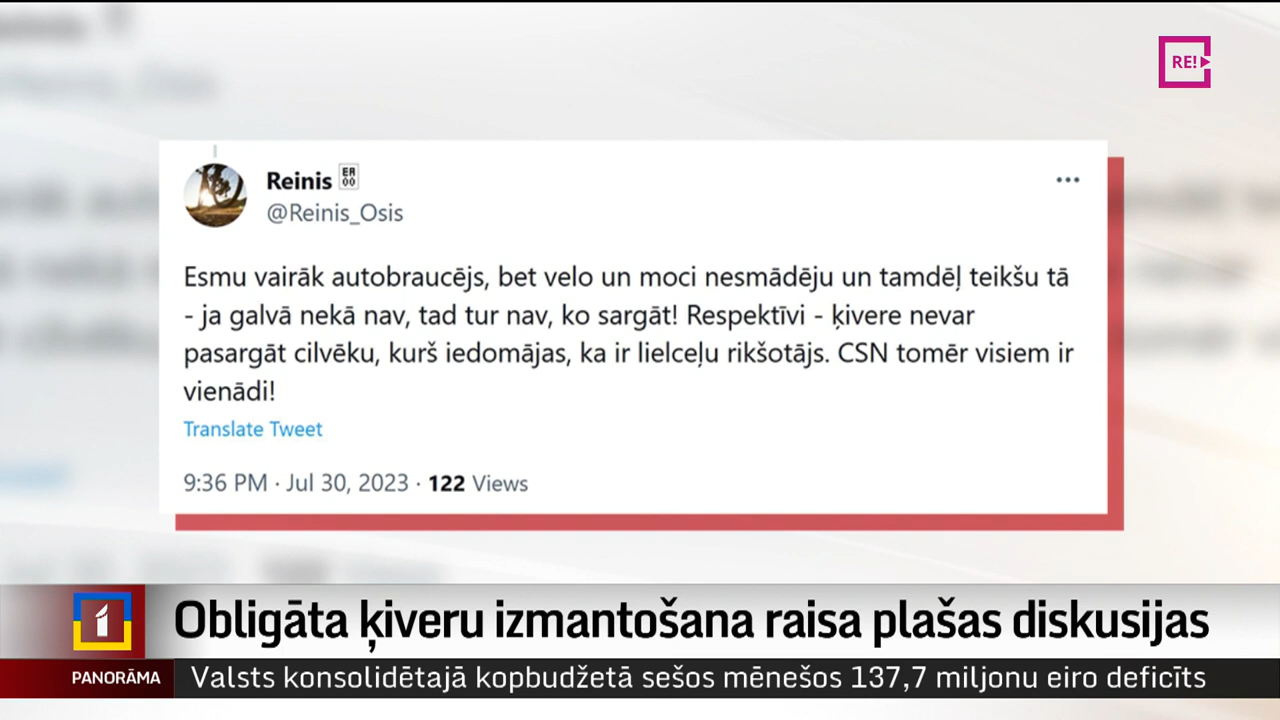 RE!
Reinis
@Reinis_Osis
Esmu vairāk autobraucējs, bet velo un moci nesmādēju un tamdēļ teikšu tā
- ja galvā nekā nav, tad tur nav, ko sargāt! Respektīvi - ķivere nevar
pasargāt cilvēku, kurš iedomājas, ka ir lielceļu rikšotājs. CSN tomēr visiem ir
vienādi!
Translate Tweet
9:36 PM · Jul 30, 2023 · 122 Views
1
Obligāta ķiveru izmantošana raisa plašas diskusijas
PANORĀMA
Valsts konsolidētajā kopbudžetā sešos mēnešos 137,7 miljonu eiro deficīts